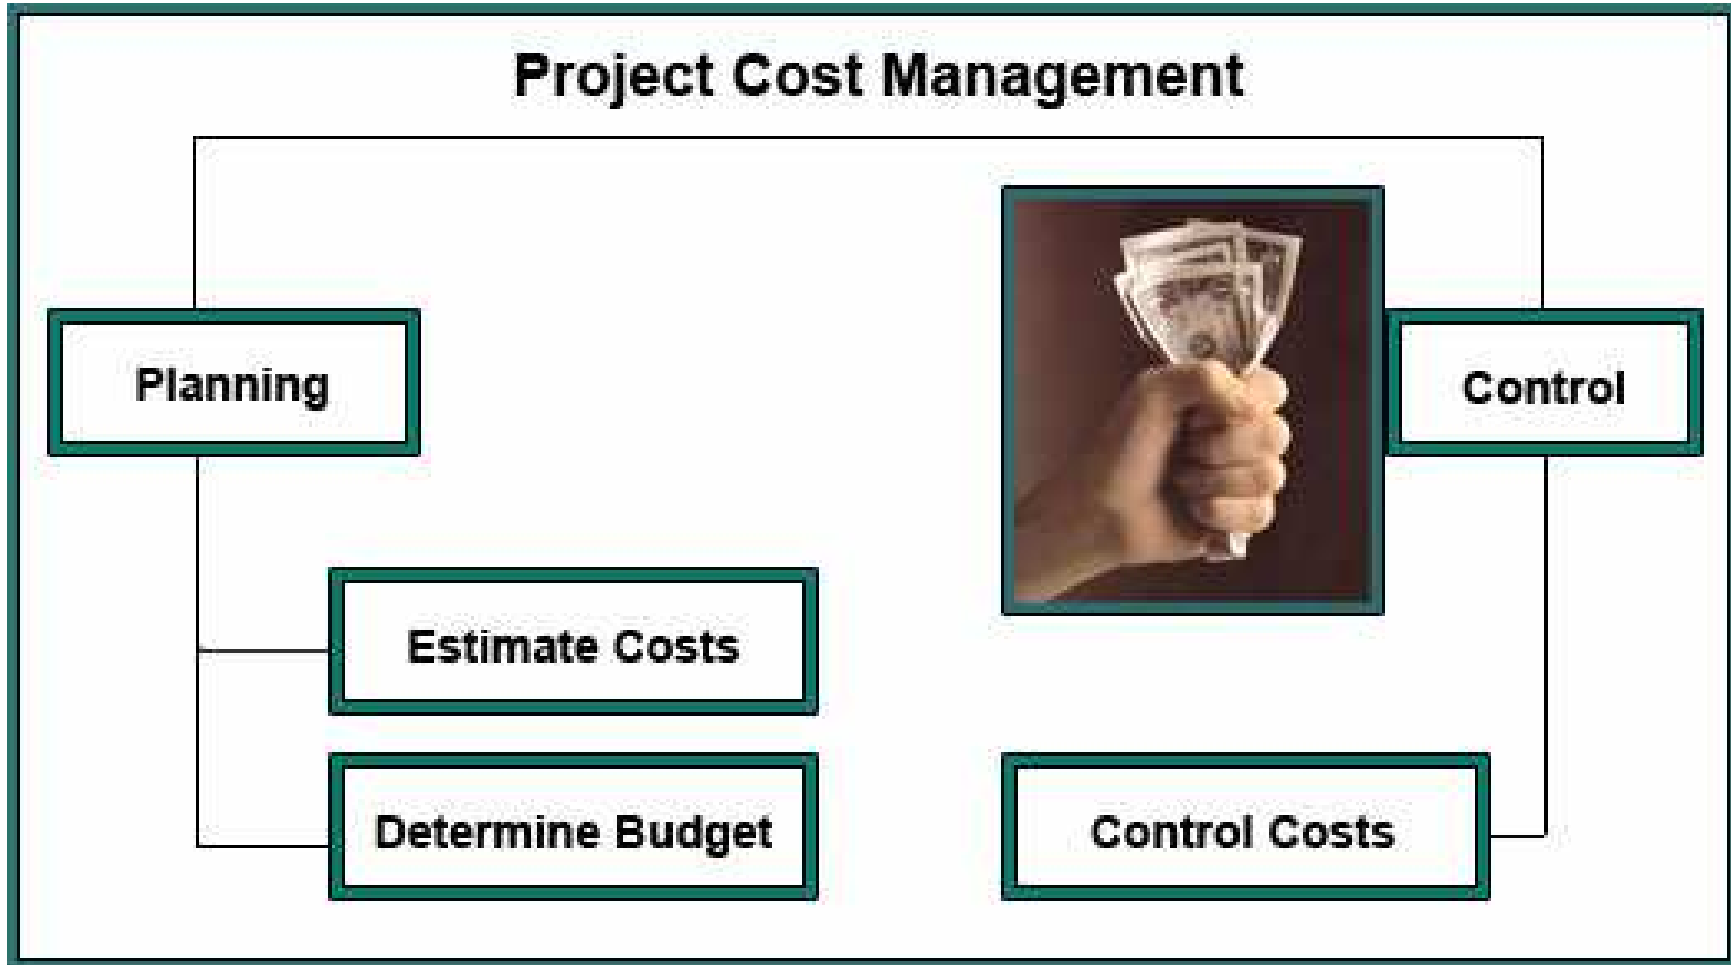 Project Cost Management
Planning
Control
Estimate Costs
Determine Budget
Control Costs